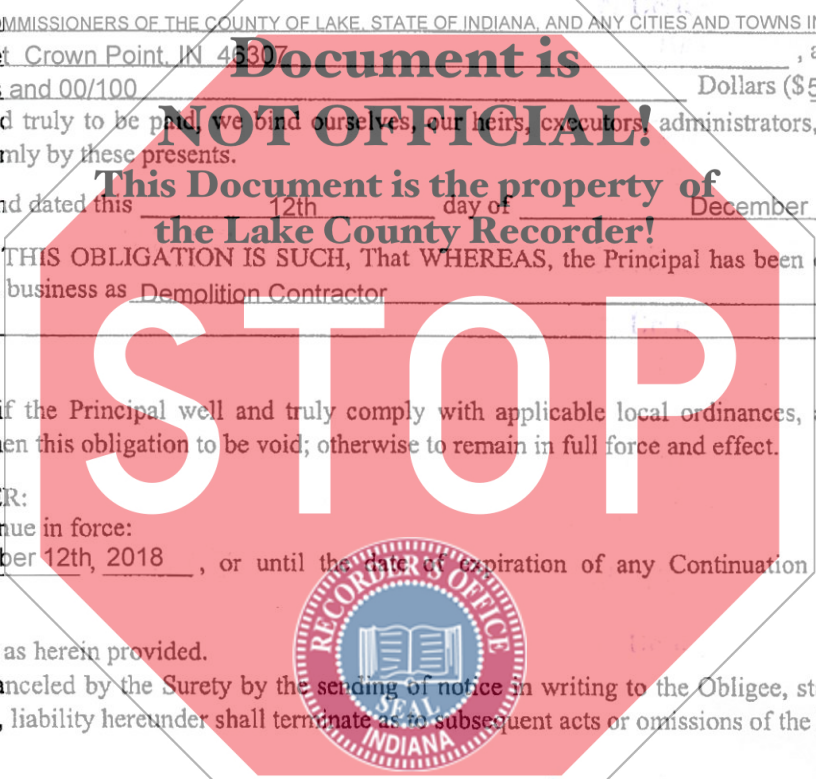 OMMISSIONERS OF THE COUNTY OF LAKE, STATE OF INDIANA, AND ANY CITIES AND TOWNS IN
t Crown Point, IN 46307 , a
Document is
s and 00/100 Dollars ($5
NOT OFFICIAL!
d truly to be paid, we bind ourselves, our heirs, executors, administrators,
mly by these presents.
This Document is the property of
nd dated this 12th day of December
the Lake County Recorder!
THIS OBLIGATION IS SUCH, That WHEREAS, the Principal has been
business as Demolition Contractor
STOP
if the Principal well and truly comply with applicable local ordinances, a
en this obligation to be void; otherwise to remain in full force and effect.
ER:
nue in force:
ber 12th, 2018 , or until the date of expiration of any Continuation
as herein provided.
anceled by the Surety by the sending of notice in writing to the Obligee, st
, liability hereunder shall terminate as to subsequent acts or omissions of the
RECORDER'S OFFICE
SEAL
INDIANA